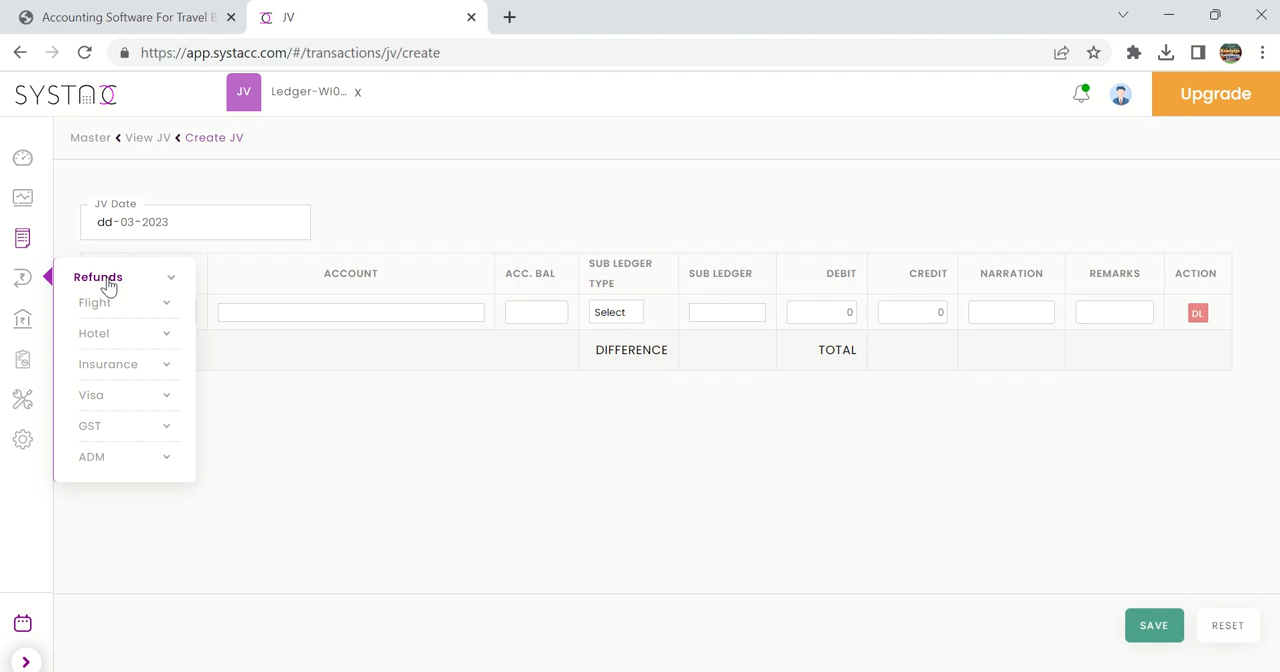 Accounting Software For Travel B
JV
https://app.systacc.com/#/transactions/jv/create
SYSTACC
JV
Ledger-WI0... x
Upgrade
Master View JV Create JV
JV Date
dd-03-2023
ACCOUNT
ACC. BAL
SUB LEDGER TYPE
SUB LEDGER
DEBIT
CREDIT
NARRATION
REMARKS
ACTION
Select
0
0
DL
DIFFERENCE
TOTAL
Refunds
Flight
Hotel
Insurance
Visa
GST
ADM
SAVE
RESET